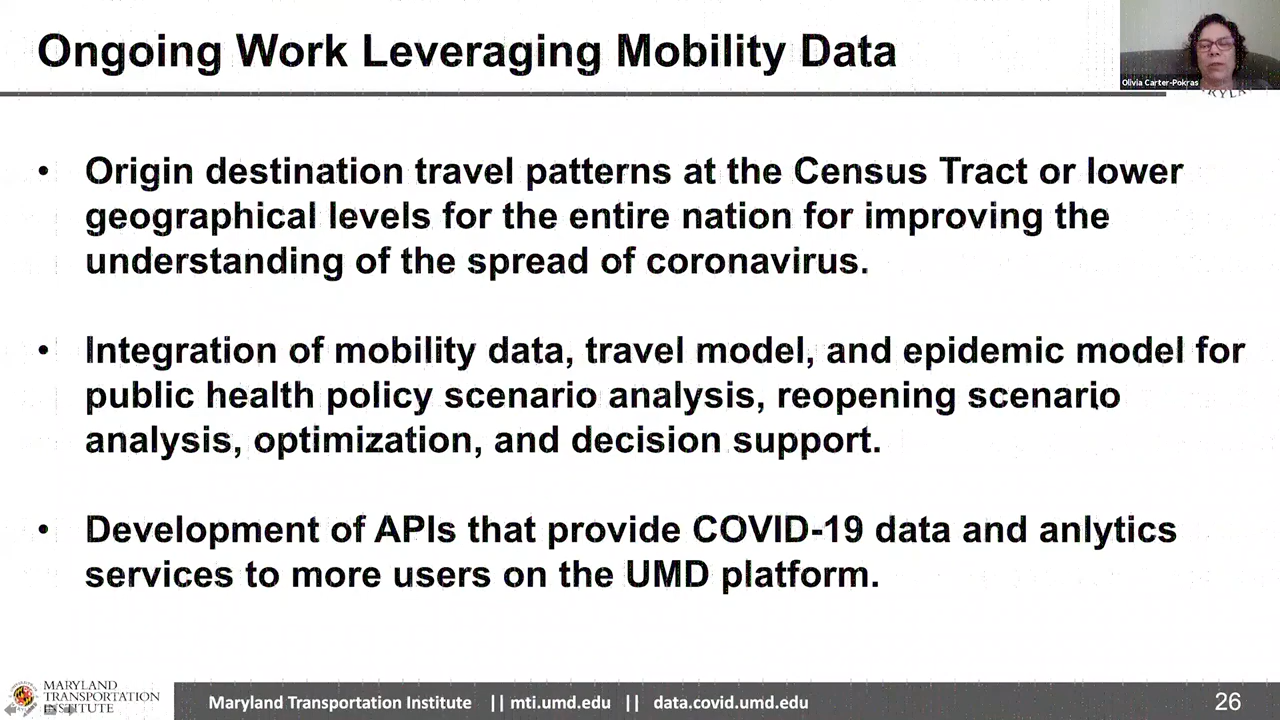 Ongoing Work Leveraging Mobility Data
Olivia Carter-Pokras
• Origin destination travel patterns at the Census Tract or lower
geographical levels for the entire nation for improving the
understanding of the spread of coronavirus.
• Integration of mobility data, travel model, and epidemic model for
public health policy scenario analysis, reopening scenario
analysis, optimization, and decision support.
• Development of APIs that provide COVID-19 data and anlytics
services to more users on the UMD platform.
MARYLAND
TRANSPORTATION
INSTITUTE
Maryland Transportation Institute || mti.umd.edu || data.covid.umd.edu
26